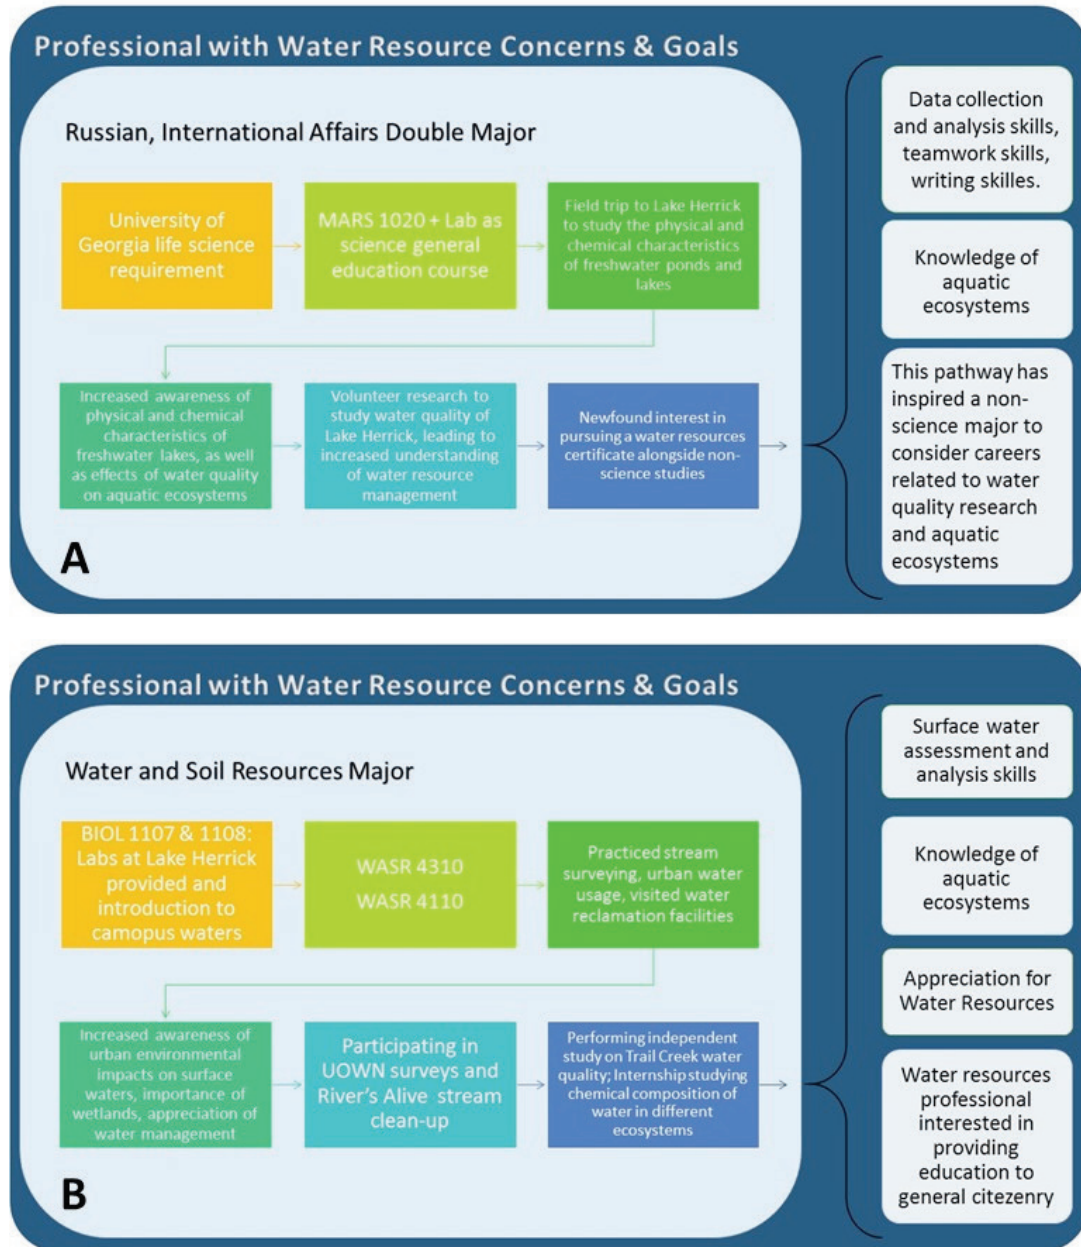 Professional with Water Resource Concerns & Goals
Russian, International Affairs Double Major
University of
Georgia life science
requirement
MARS 1020 + Lab as
science general
education course
Field trip to Lake Herrick
to study the physical and
chemical characteristics
of freshwater ponds and
lakes
Increased awareness of
physical and chemical
characteristics of
freshwater lakes, as well
as effects of water quality
on aquatic ecosystems
Volunteer research to
study water quality of
Lake Herrick, leading to
increased understanding
of water resource
management
Newfound interest in
pursuing a water resources
certificate alongside non-
science studies
A
Data collection
and analysis skills,
teamwork skills,
writing skilles.
Knowledge of
aquatic
ecosystems
This pathway has
inspired a non-
science major to
consider careers
related to water
quality research
and aquatic
ecosystems
Professional with Water Resource Concerns & Goals
Water and Soil Resources Major
BIOL 1107 & 1108:
Labs at Lake Herrick
provided and
introduction to
camopus waters
WASR 4310
WASR 4110
Practiced stream
surveying, urban water
usage, visited water
reclamation facilities
Increased awareness of
urban environmental
impacts on surface
waters, importance of
wetlands, appreciation of
water management
Participating in
UOWN surveys and
River's Alive stream
clean-up
Performing independent
study on Trail Creek water
quality; Internship studying
chemical composition of
water in different
ecosystems
B
Surface water
assessment and
analysis skills
Knowledge of
aquatic
ecosystems
Appreciation for
Water Resources
Water resources
professional
interested in
providing
education to
general citezenry